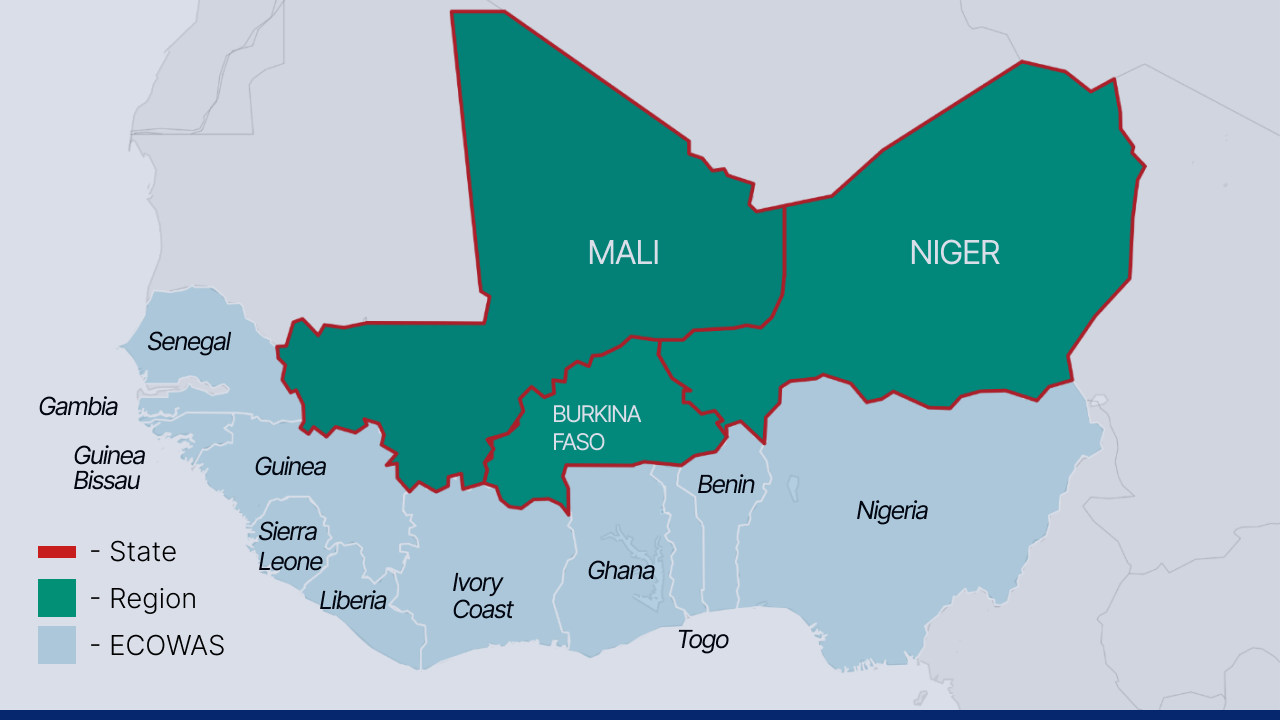 MALI
NIGER
Senegal
Gambia
BURKINA
FASO
Guinea
Bissau
Guinea
Benin
Nigeria
Sierra
Leone
- State
Liberia
Ivory
Coast
Ghana
- Region
Togo
- ECOWAS